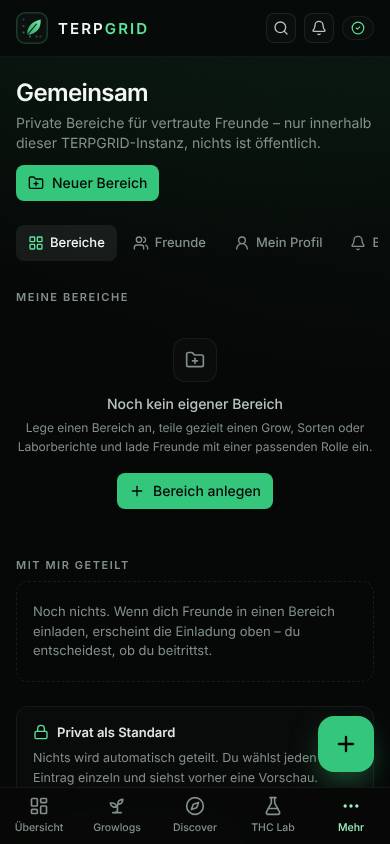 TERPGRID
Gemeinsam
Private Bereiche für vertraute Freunde – nur innerhalb
dieser TERPGRID-Instanz, nichts ist öffentlich.
Neuer Bereich
Bereiche Freunde Mein Profil E
MEINE BEREICHE
Noch kein eigener Bereich
Lege einen Bereich an, teile gezielt einen Grow, Sorten oder
Laborberichte und lade Freunde mit einer passenden Rolle ein.
Bereich anlegen
MIT MIR GETEILT
Noch nichts. Wenn dich Freunde in einen Bereich
einladen, erscheint die Einladung oben – du
entscheidest, ob du beitrittst.
Privat als Standard
Nichts wird automatisch geteilt. Du wählst jeden
Eintrag einzeln und siehst vorher eine Vorschau.
Übersicht Growlogs Discover THC Lab Mehr